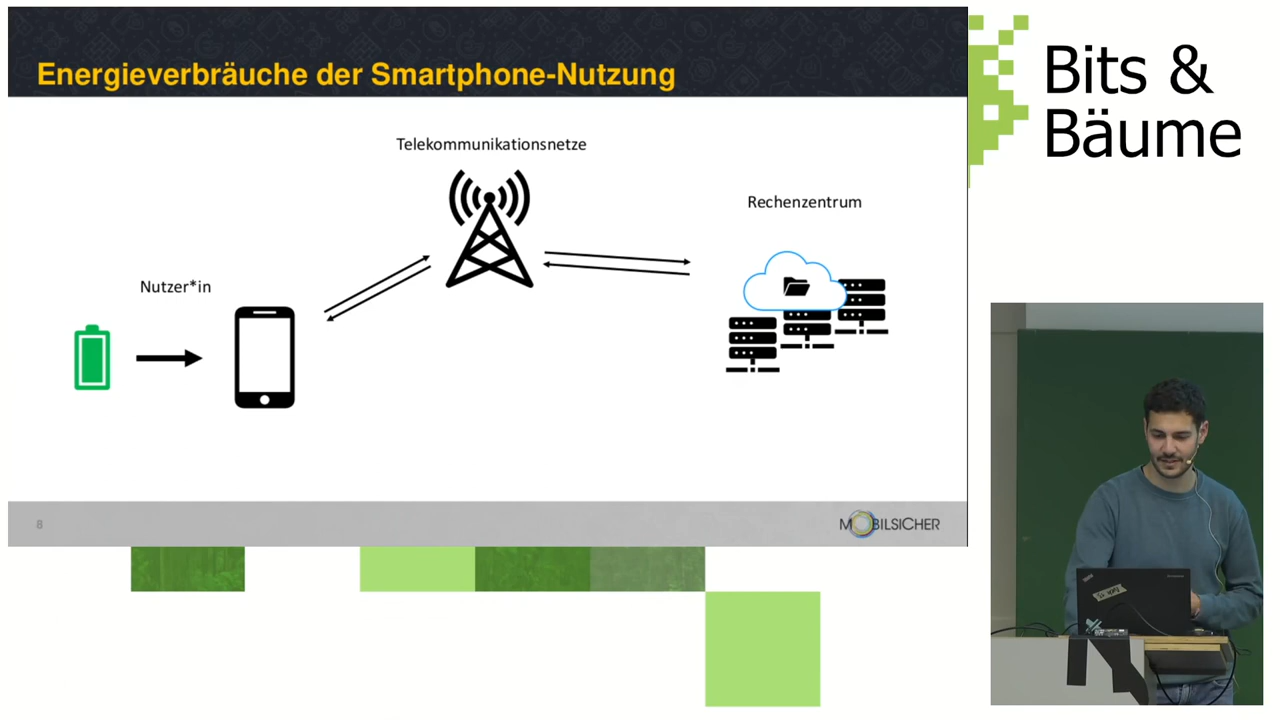 Energieverbräuche der Smartphone-Nutzung
Bits &
Bäume
Telekommunikationsnetze
Rechenzentrum
Nutzer*in
8
MOBILSICHER